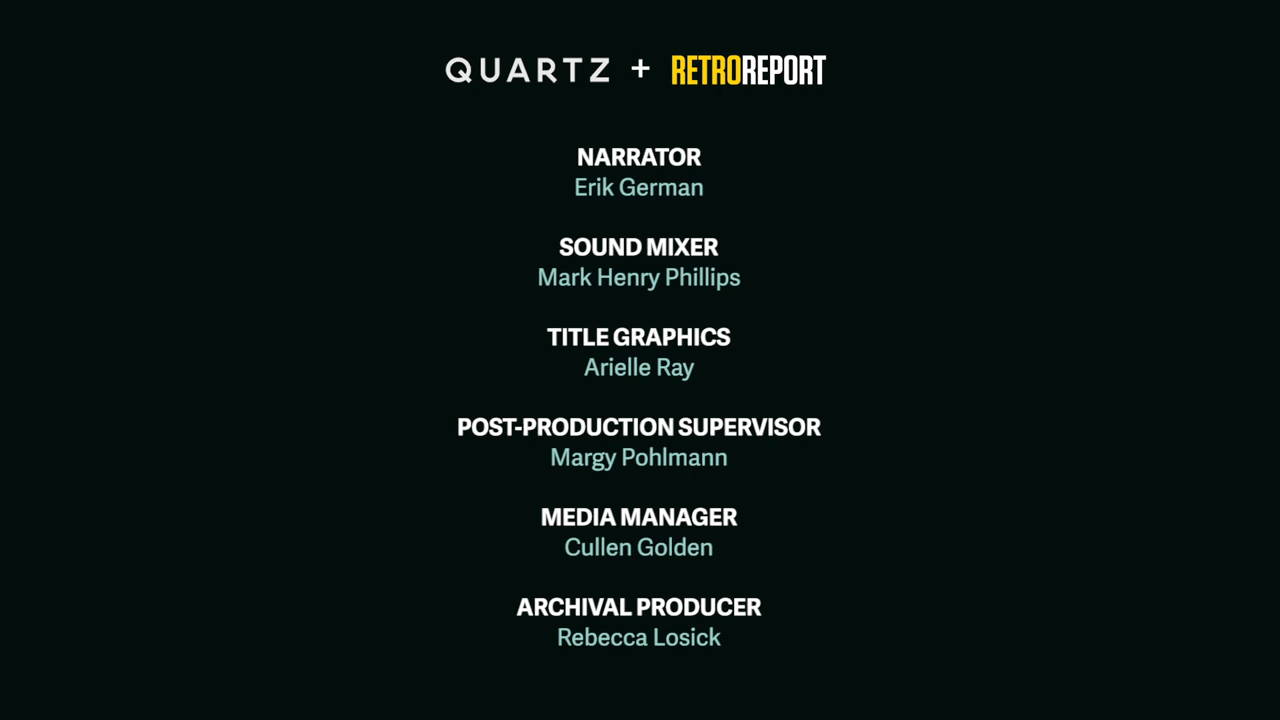 QUARTZ + RETROREPORT
NARRATOR
Erik German
SOUND MIXER
Mark Henry Phillips
TITLE GRAPHICS
Arielle Ray
POST-PRODUCTION SUPERVISOR
Margy Pohlmann
MEDIA MANAGER
Cullen Golden
ARCHIVAL PRODUCER
Rebecca Losick